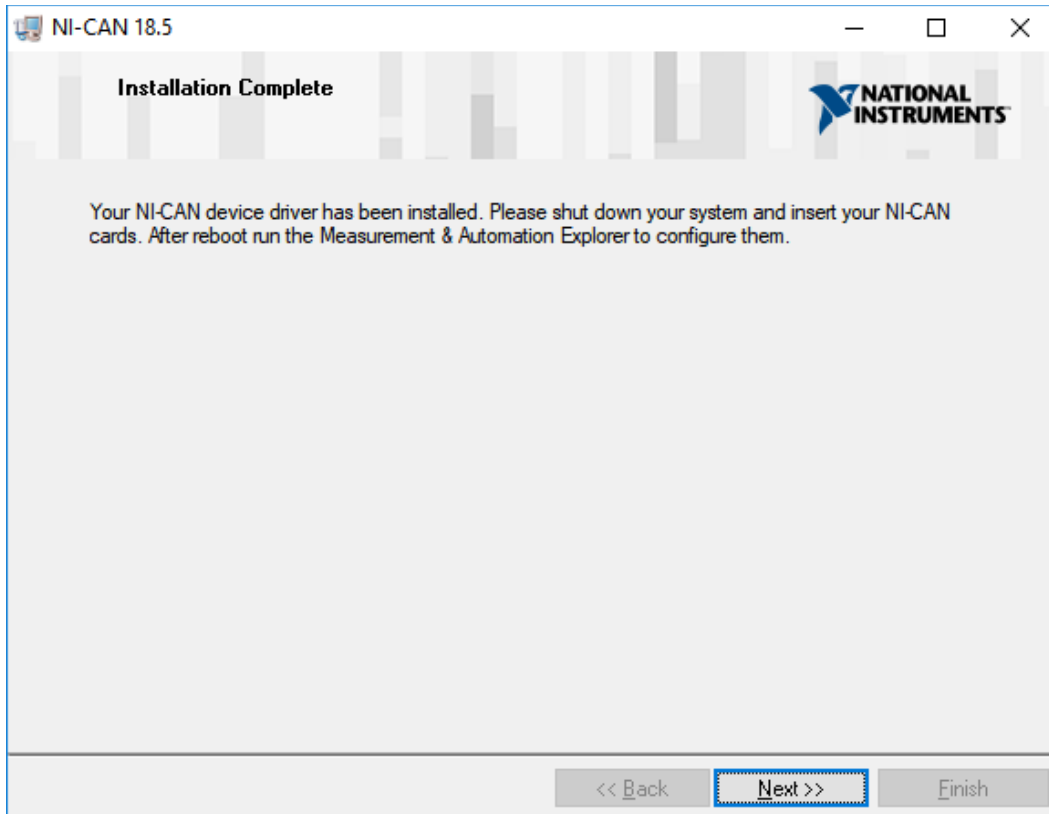 NI-CAN 18.5
Installation Complete
NATIONAL
INSTRUMENTS
Your NI-CAN device driver has been installed. Please shut down your system and insert your NI-CAN
cards. After reboot run the Measurement & Automation Explorer to configure them.
<< Back
Next >>
Finish